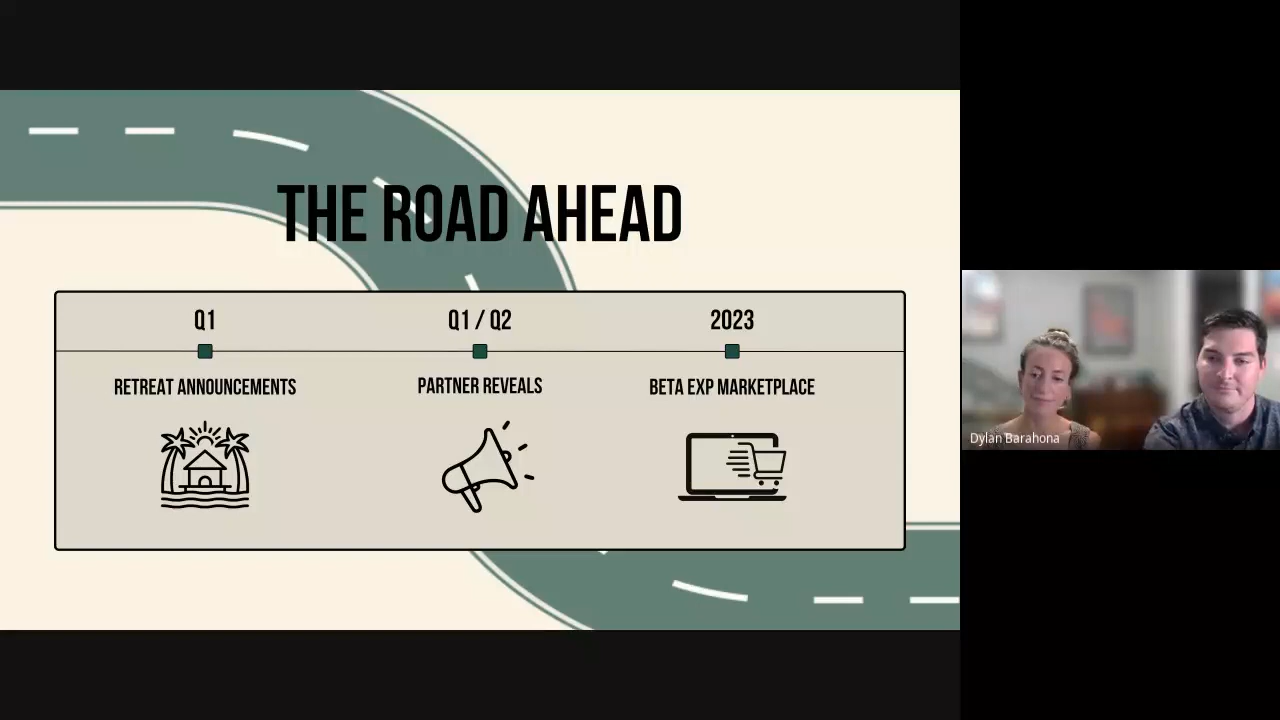 THE ROAD AHEAD
Q1
Q1 / Q2
2023
RETREAT ANNOUNCEMENTS
PARTNER REVEALS
BETA EXP MARKETPLACE
Dylan Barahona